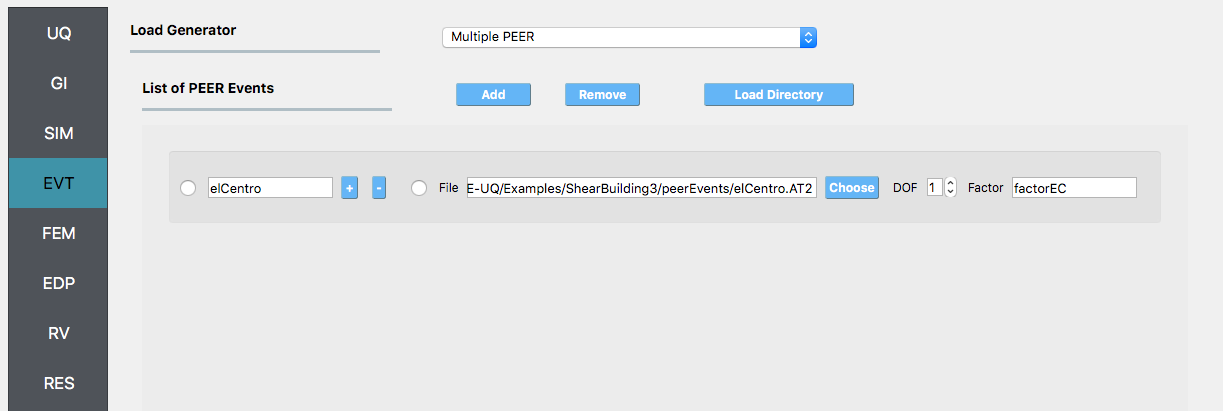 UQ
GI
SIM
EVT
FEM
EDP
RV
RES
Load Generator
Multiple PEER
List of PEER Events
Add
Remove
Load Directory
elCentro + - File E-UQ/Examples/ShearBuilding3/peerEvents/elCentro.AT2 Choose DOF 1 Factor factorEC